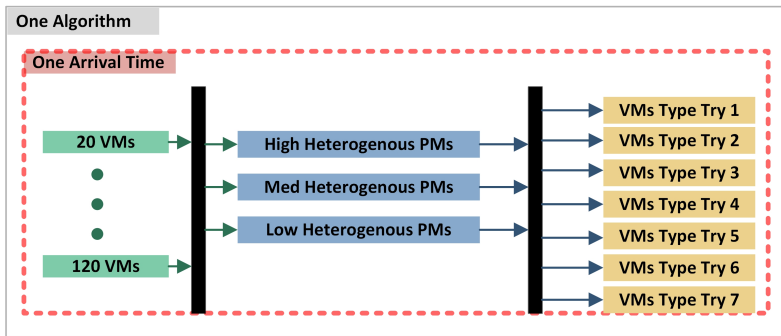 One Algorithm
One Arrival Time
20 VMs
120 VMs
High Heterogenous PMs
Med Heterogenous PMs
Low Heterogenous PMs
VMs Type Try 1
VMs Type Try 2
VMs Type Try 3
VMs Type Try 4
VMs Type Try 5
VMs Type Try 6
VMs Type Try 7